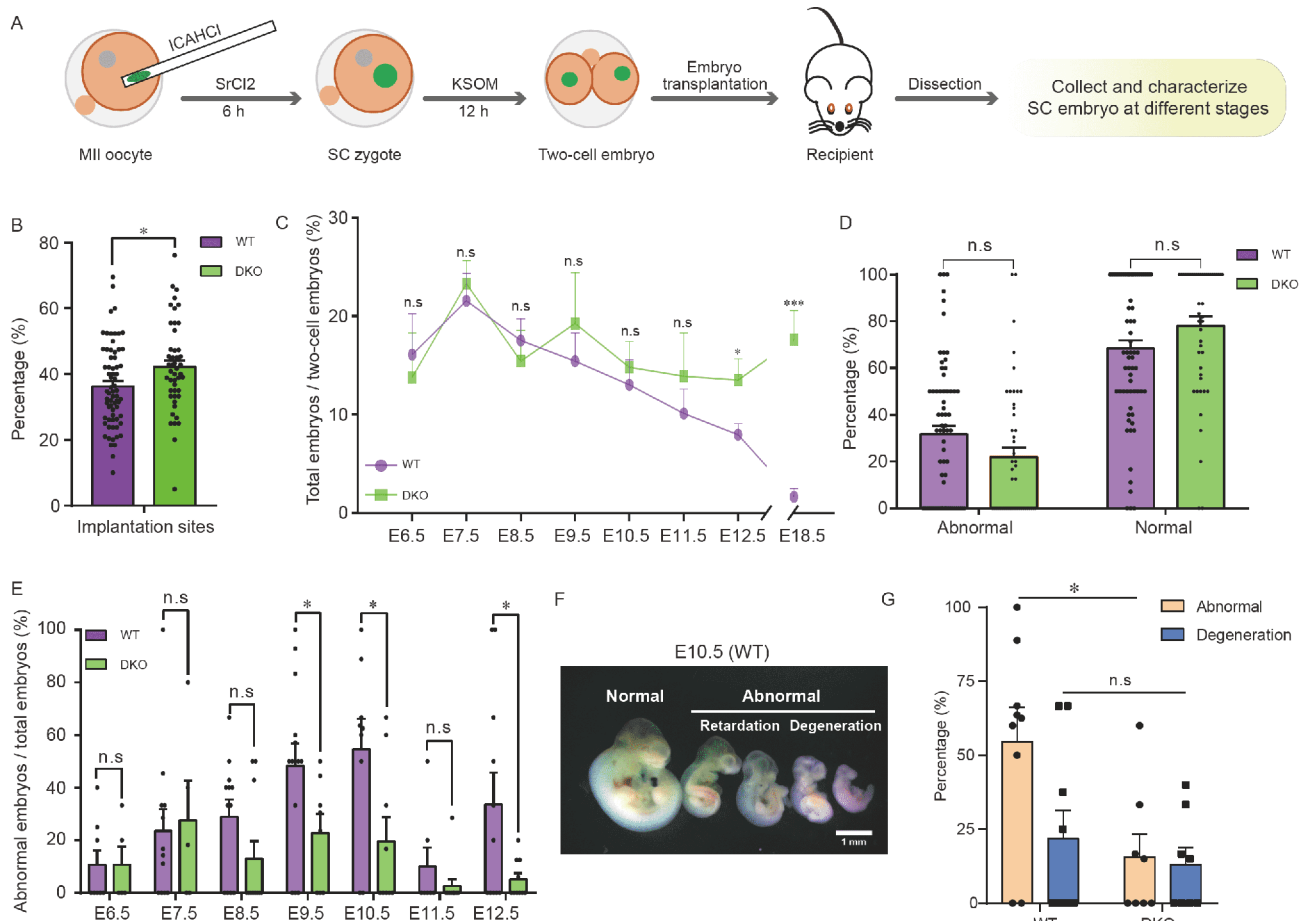 A
ICAHCI
SrCl2
6 h
KSOM
12 h
Embryo
transplantation
Dissection
Collect and characterize
SC embryo at different stages
MII oocyte
SC zygote
Two-cell embryo
Recipient
B
Percentage (%)
80
60
40
20
0
*
WT
DKO
Implantation sites
C
Total embryos / two-cell embryos (%)
30
20
10
0
n.s
n.s
n.s
n.s
n.s
n.s
*
***
WT
DKO
E6.5
E7.5
E8.5
E9.5
E10.5
E11.5
E12.5
E18.5
D
Percentage (%)
100
80
60
40
20
0
n.s
n.s
WT
DKO
Abnormal
Normal
E
Abnormal embryos / total embryos (%)
100
80
60
40
20
0
WT
DKO
n.s
n.s
n.s
*
*
n.s
*
E6.5
E7.5
E8.5
E9.5
E10.5
E11.5
E12.5
F
E10.5 (WT)
Normal
Abnormal
Retardation
Degeneration
1 mm
G
Percentage (%)
100
75
50
25
0
*
n.s
Abnormal
Degeneration
WT
DKO